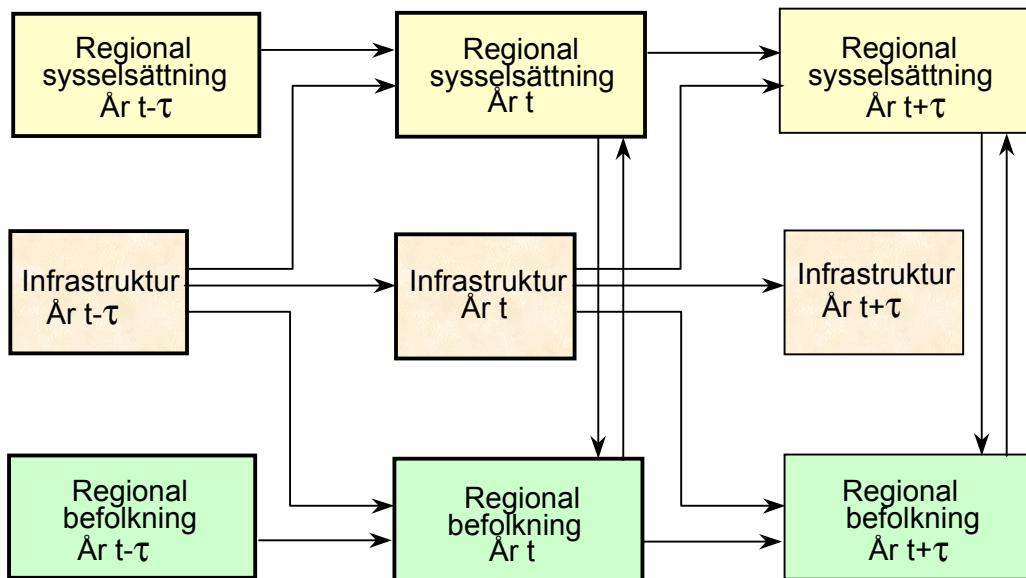 Regional
sysselsättning
År t-τ
Regional
sysselsättning
År t
Regional
sysselsättning
År t+τ
Infrastruktur
År t-τ
Infrastruktur
År t
Infrastruktur
År t+τ
Regional
befolkning
År t-τ
Regional
befolkning
År t
Regional
befolkning
År t+τ